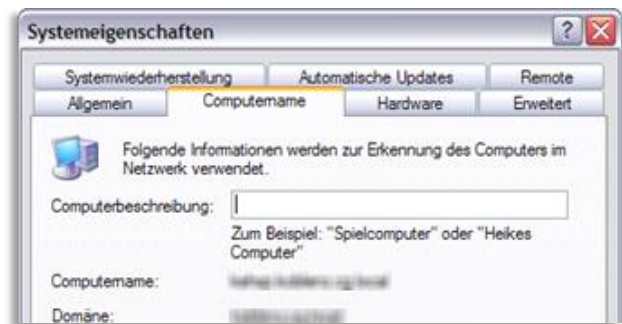 Systemeigenschaften
Systemwiederherstellung Automatische Updates Remote
Allgemein Computername Hardware Erweitert
Folgende Informationen werden zur Erkennung des Computers im
Netzwerk verwendet.
Computerbeschreibung:
Zum Beispiel: "Spielcomputer" oder "Heikes
Computer"
Computername:
Domäne: